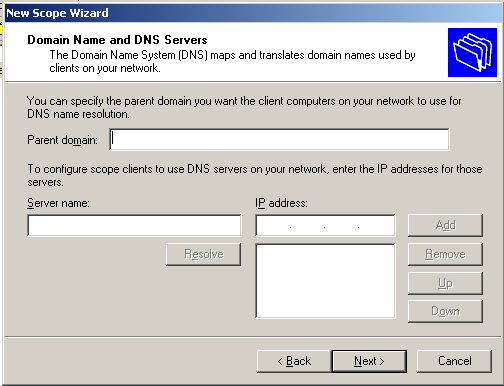 New Scope Wizard
Domain Name and DNS Servers
The Domain Name System (DNS) maps and translates domain names used by
clients on your network.
You can specify the parent domain you want the client computers on your network to use for
DNS name resolution.
Parent domain:
To configure scope clients to use DNS servers on your network, enter the IP addresses for those
servers.
Server name: IP address:
. . . Add
Resolve Remove
Up
Down
< Back Next > Cancel